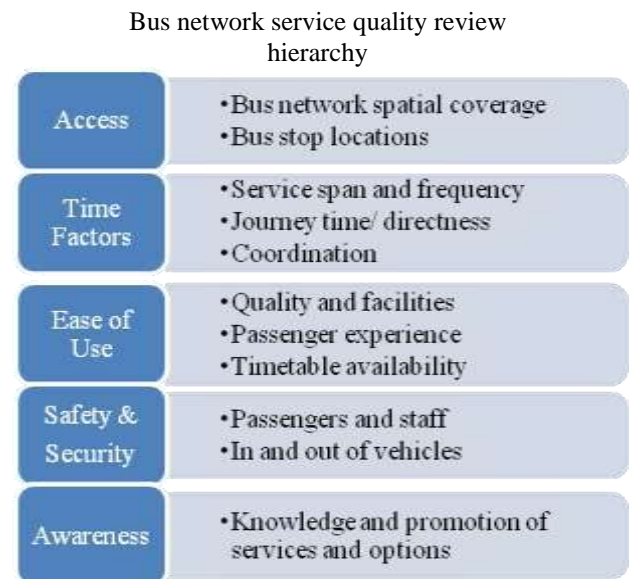 Bus network service quality review
hierarchy
Access
•Bus network spatial coverage
•Bus stop locations
Time
Factors
•Service span and frequency
•Journey time/ directness
•Coordination
Ease of
Use
•Quality and facilities
•Passenger experience
•Timetable availability
Safety &
Security
•Passengers and staff
•In and out of vehicles
Awareness
•Knowledge and promotion of
services and options